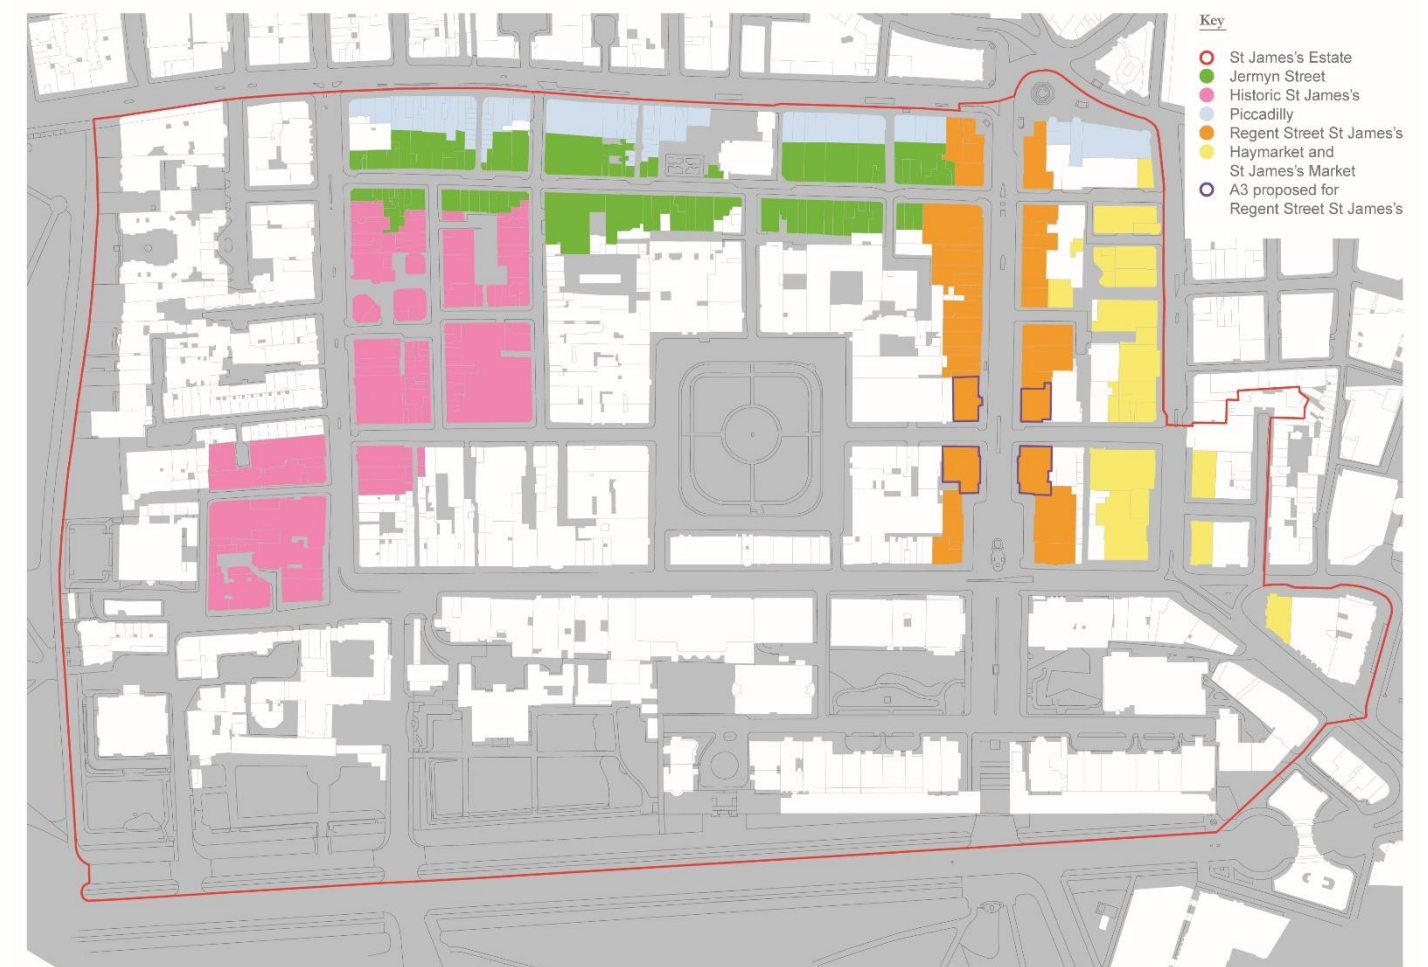 Key
St James's Estate
Jermyn Street
Historic St James's
Piccadilly
Regent Street St James's
Haymarket and
St James's Market
A3 proposed for
Regent Street St James's